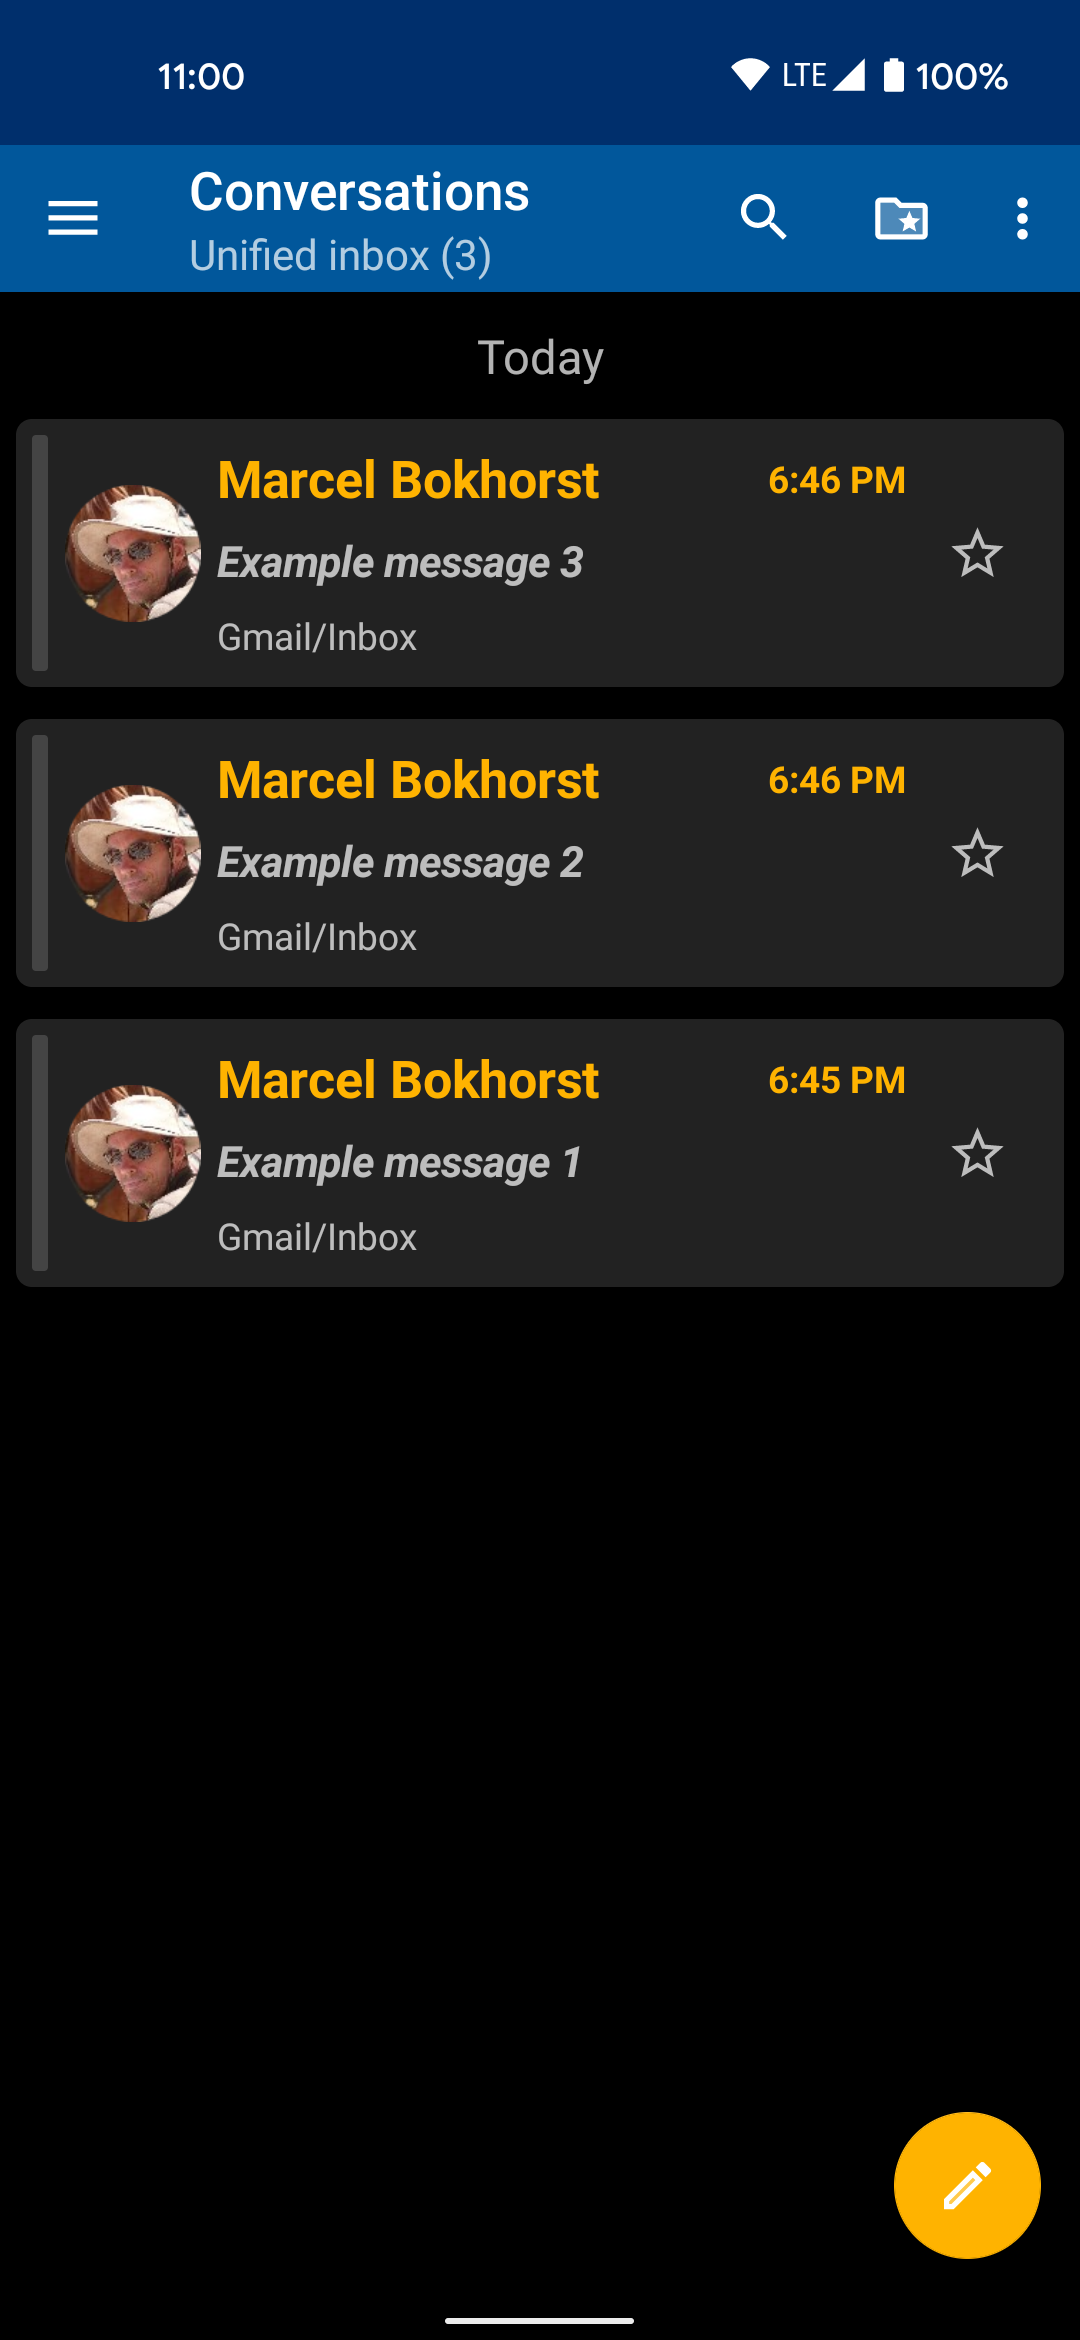 11:00 LTE 100%
Conversations
Unified inbox (3)
Today
Marcel Bokhorst 6:46 PM
Example message 3
Gmail/Inbox
Marcel Bokhorst 6:46 PM
Example message 2
Gmail/Inbox
Marcel Bokhorst 6:45 PM
Example message 1
Gmail/Inbox